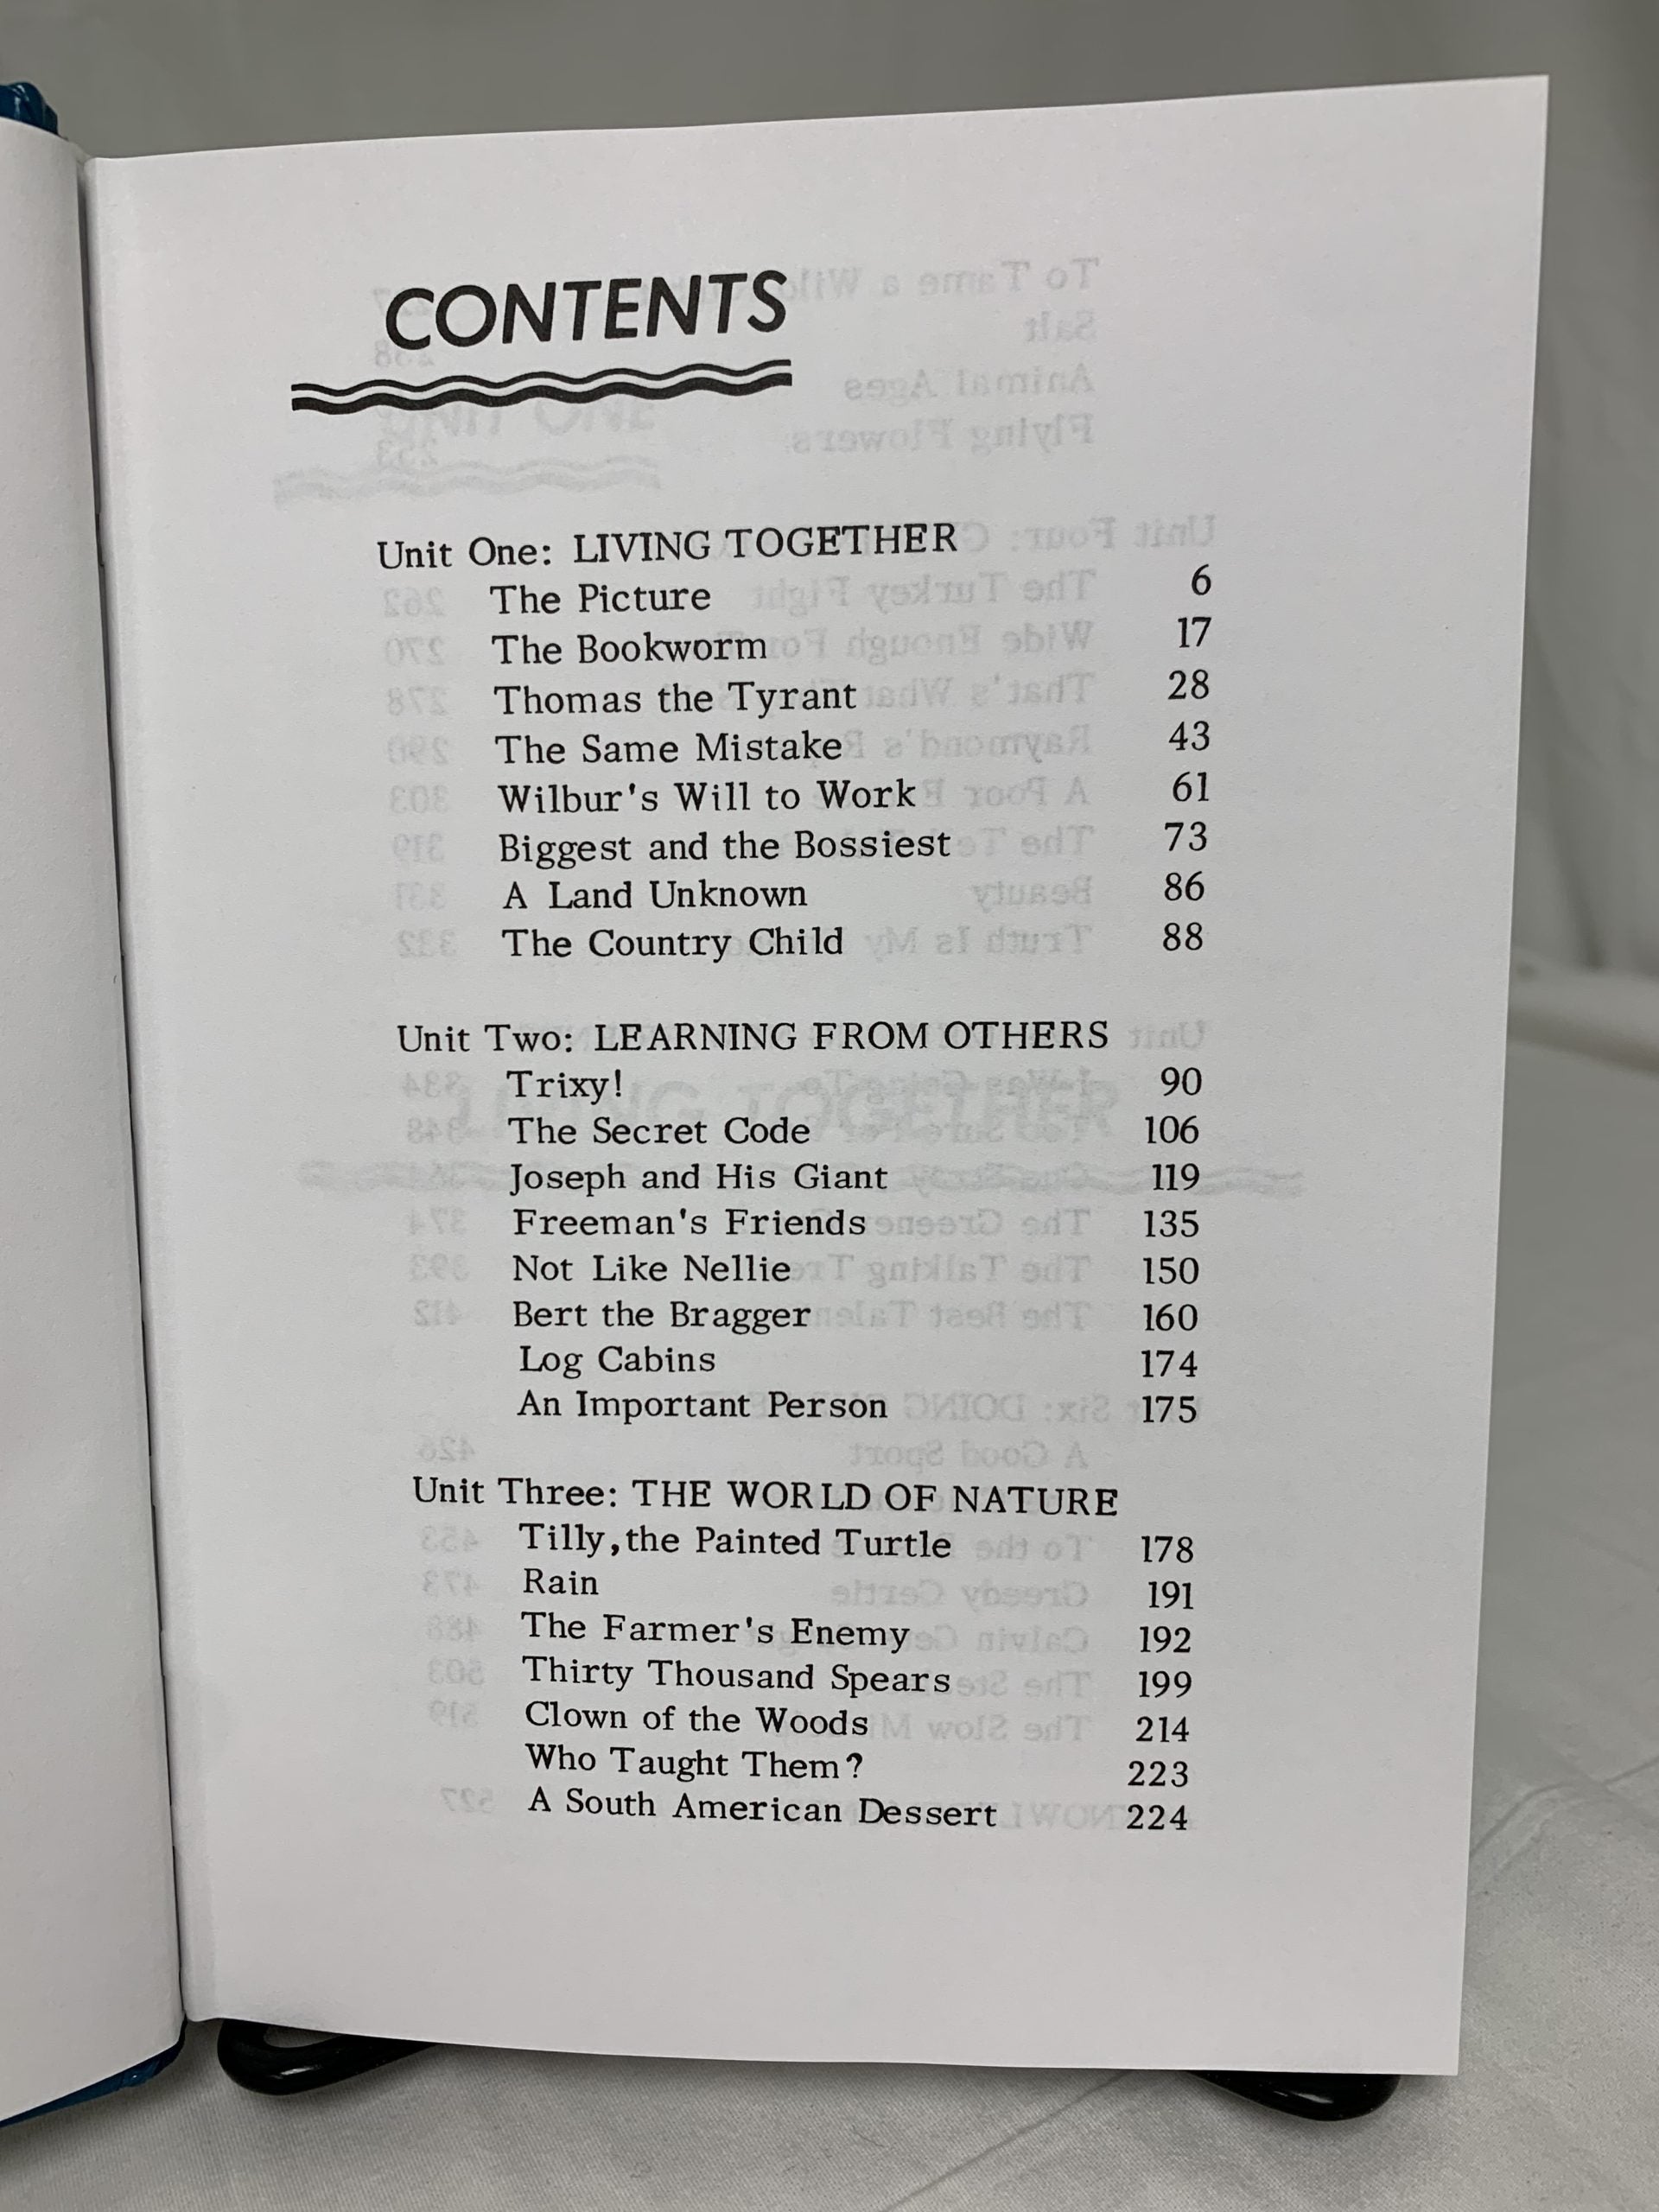 CONTENTS
Unit One: LIVING TOGETHER
The Picture 6
The Bookworm 17
Thomas the Tyrant 28
The Same Mistake 43
Wilbur's Will to Work 61
Biggest and the Bossiest 73
A Land Unknown 86
The Country Child 88
Unit Two: LEARNING FROM OTHERS
Trixy! 90
The Secret Code 106
Joseph and His Giant 119
Freeman's Friends 135
Not Like Nellie 150
Bert the Bragger 160
Log Cabins 174
An Important Person 175
Unit Three: THE WORLD OF NATURE
Tilly, the Painted Turtle 178
Rain 191
The Farmer's Enemy 192
Thirty Thousand Spears 199
Clown of the Woods 214
Who Taught Them? 223
A South American Dessert 224